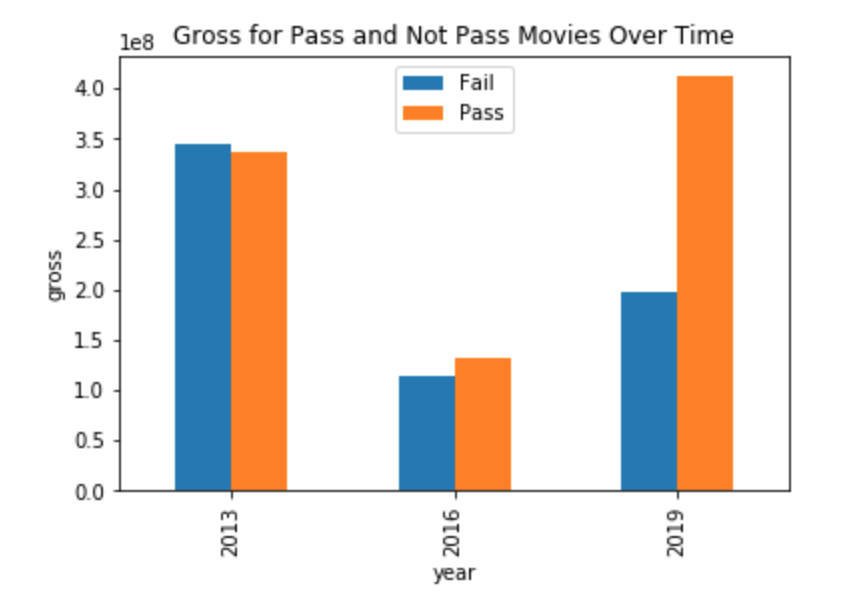 Gross for Pass and Not Pass Movies Over Time
1e8
Fail
Pass
4.0
3.5
3.0
2.5
2.0
1.5
1.0
0.5
0.0
gross
2013
2016
2019
year